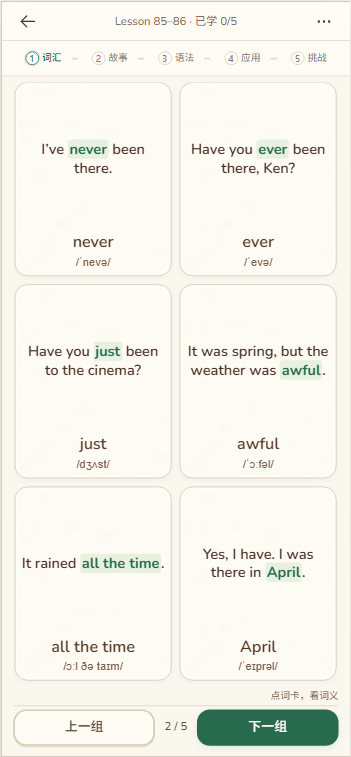 Lesson 85–86 · 已学 0/5
1 词汇 – 2 故事 – 3 语法 – 4 应用 – 5 挑战
I've never been
there.
never
/ˈnevə/
Have you ever been
there, Ken?
ever
/ˈevə/
Have you just been
to the cinema?
just
/dʒʌst/
It was spring, but the
weather was awful.
awful
/ˈɔːfəl/
It rained all the time.
all the time
/ɔːl ðə taɪm/
Yes, I have. I was
there in April.
April
/ˈeɪprəl/
点词卡，看词义
上一组
2 / 5
下一组